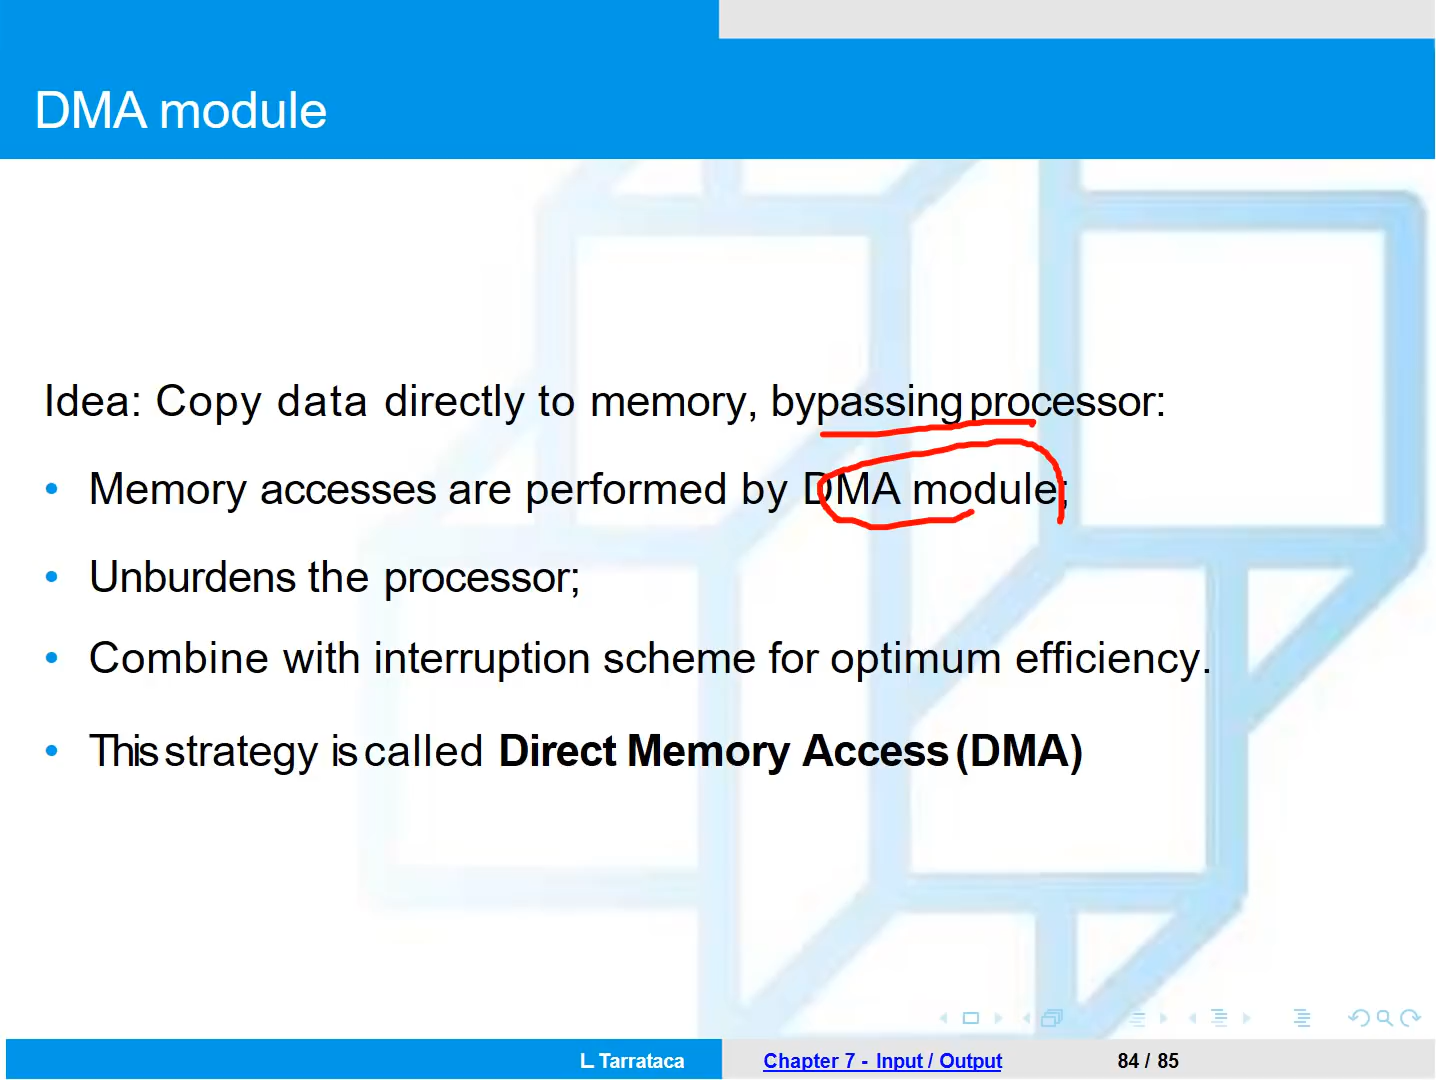 DMA module
Idea: Copy data directly to memory, bypassing processor:
• Memory accesses are performed by DMA module;
• Unburdens the processor;
• Combine with interruption scheme for optimum efficiency.
• This strategy is called Direct Memory Access (DMA)
L Tarrataca Chapter 7 - Input / Output 84 / 85